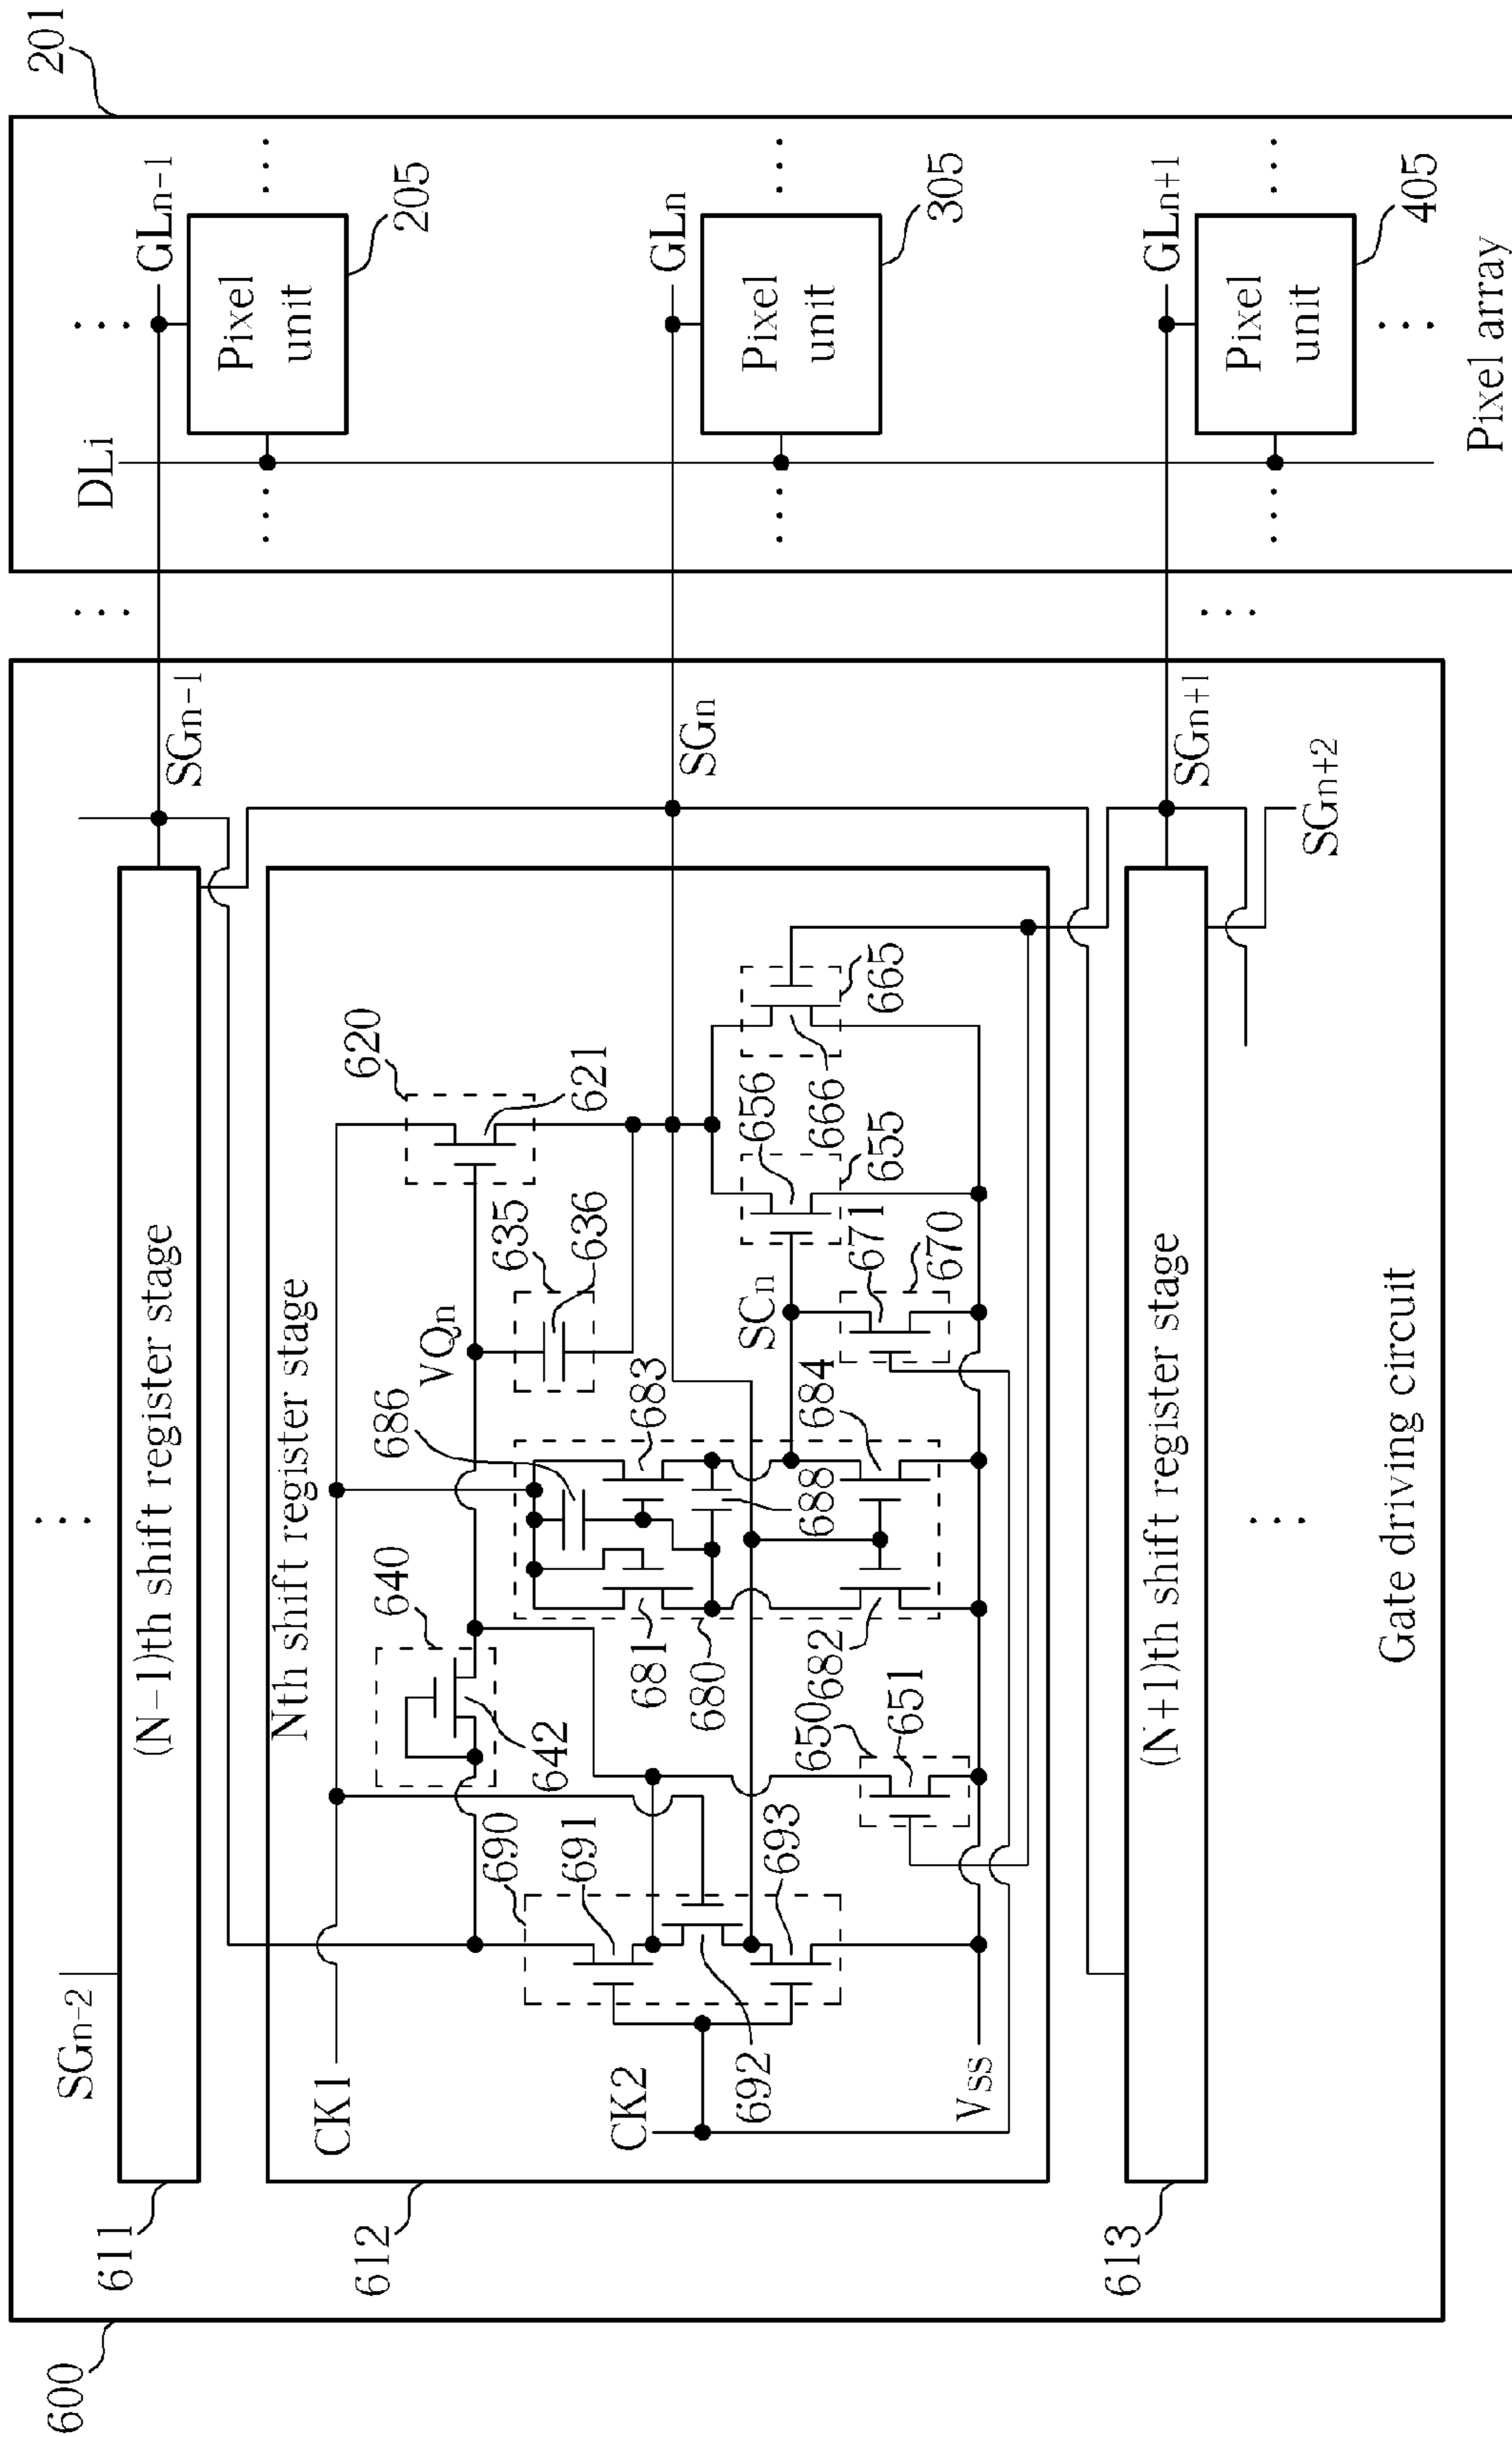 600
Gate driving circuit
201
Pixel array
SGn-2
611
(N-1)th shift register stage
SGn-1
GLn-1
DLi
Pixel
unit
205
612
Nth shift register stage
CK1
CK2
Vss
690
691
692
693
640
642
VQn
620
621
635
636
686
681
683
680
688
682
684
650
651
SCn
656
655
666
665
671
670
SGn
GLn
Pixel
unit
305
613
(N+1)th shift register stage
SGn+1
SGn+2
GLn+1
Pixel
unit
405